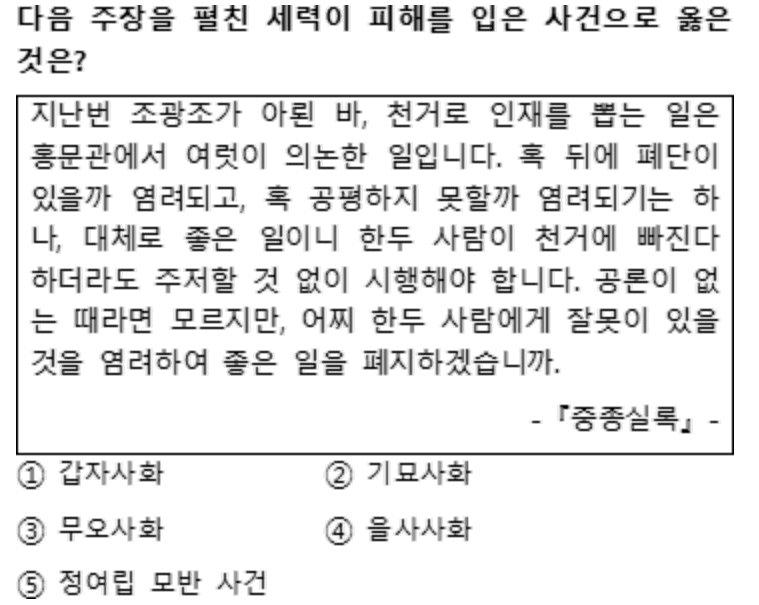 다음 주장을 펼친 세력이 피해를 입은 사건으로 옳은
것은?
지난번 조광조가 아뢴 바, 천거로 인재를 뽑는 일은
홍문관에서 여럿이 의논한 일입니다. 혹 뒤에 폐단이
있을까 염려되고, 혹 공평하지 못할까 염려되기는 하
나, 대체로 좋은 일이니 한두 사람이 천거에 빠진다
하더라도 주저할 것 없이 시행해야 합니다. 공론이 없
는 때라면 모르지만, 어찌 한두 사람에게 잘못이 있을
것을 염려하여 좋은 일을 폐지하겠습니까.
-『중종실록』-
① 갑자사화 ② 기묘사화
③ 무오사화 ④ 을사사화
⑤ 정여립 모반 사건